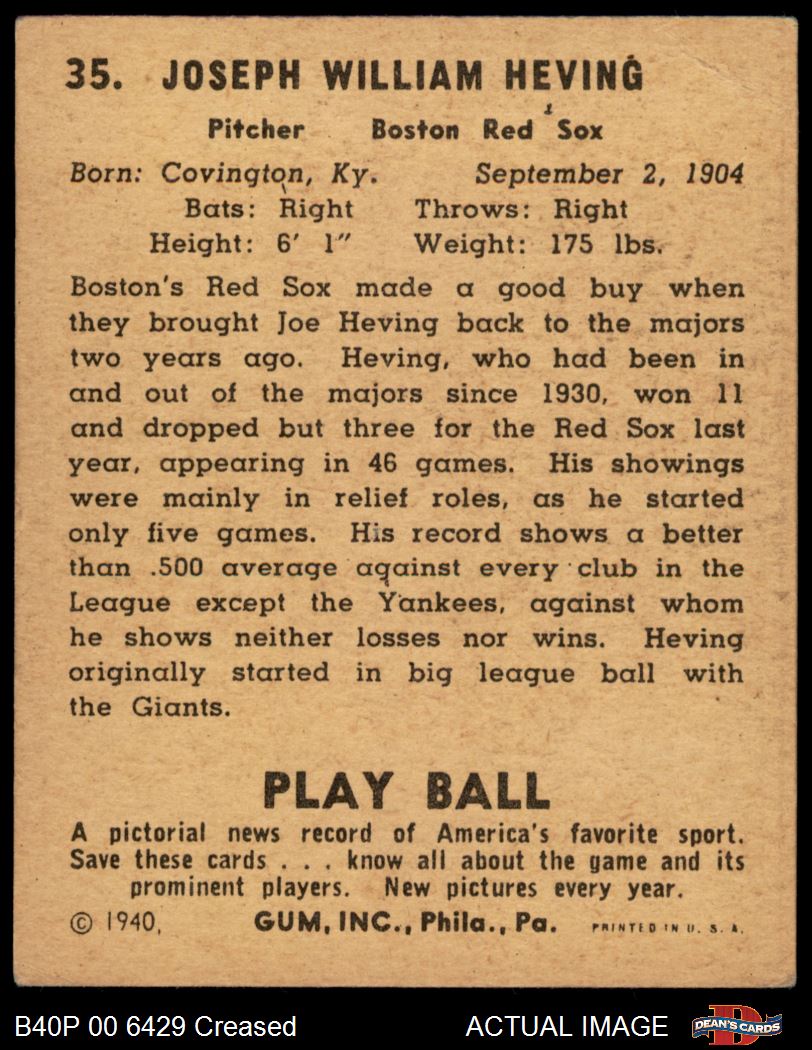 35. JOSEPH WILLIAM HEVING
Pitcher Boston Red Sox
Born: Covington, Ky. September 2, 1904
Bats: Right Throws: Right
Height: 6' 1" Weight: 175 lbs.
Boston's Red Sox made a good buy when
they brought Joe Heving back to the majors
two years ago. Heving, who had been in
and out of the majors since 1930, won 11
and dropped but three for the Red Sox last
year, appearing in 46 games. His showings
were mainly in relief roles, as he started
only five games. His record shows a better
than .500 average against every club in the
League except the Yankees, against whom
he shows neither losses nor wins. Heving
originally started in big league ball with
the Giants.
PLAY BALL
A pictorial news record of America's favorite sport.
Save these cards . . . know all about the game and its
prominent players. New pictures every year.
© 1940, GUM, INC., Phila., Pa. PRINTED IN U. S. A.
B40P 00 6429 Creased ACTUAL IMAGE DEAN'S CARDS